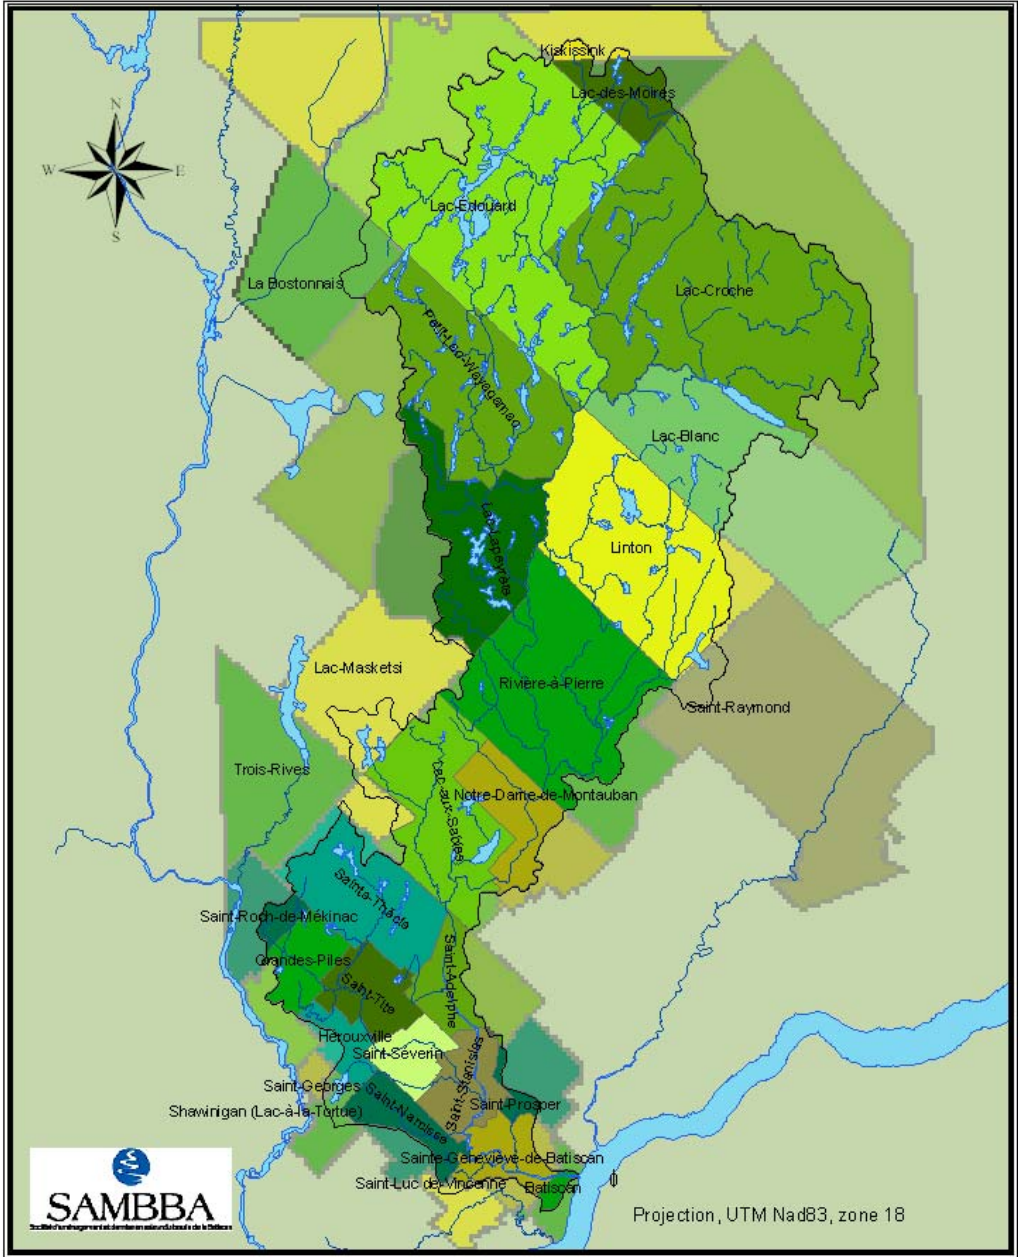 Kiskissink
Lac-des-Moires
N
W
E
S
Lac-Édouard
La Bostonnais
Lac-Croche
Petit-Lac-Wayagamac
Lac-Blanc
Lac-Lapeyrère
Linton
Lac-Masketsi
Rivière-à-Pierre
Saint-Raymond
Trois-Rives
Lac-aux-Sables
Notre-Dame-de-Montauban
Sainte-Thècle
Saint-Roch-de-Mékinac
Grandes-Piles
Saint-Adelphe
Saint-Tite
Hérouxville
Saint-Séverin
Saint-Stanislas
Saint-Georges
Shawinigan (Lac-à-la-Tortue)
Saint-Narcisse
Saint-Prosper
Sainte-Geneviève-de-Batiscan
Saint-Luc de-Vincenne
Batiscan
SAMBBA
Projection, UTM Nad83, zone 18